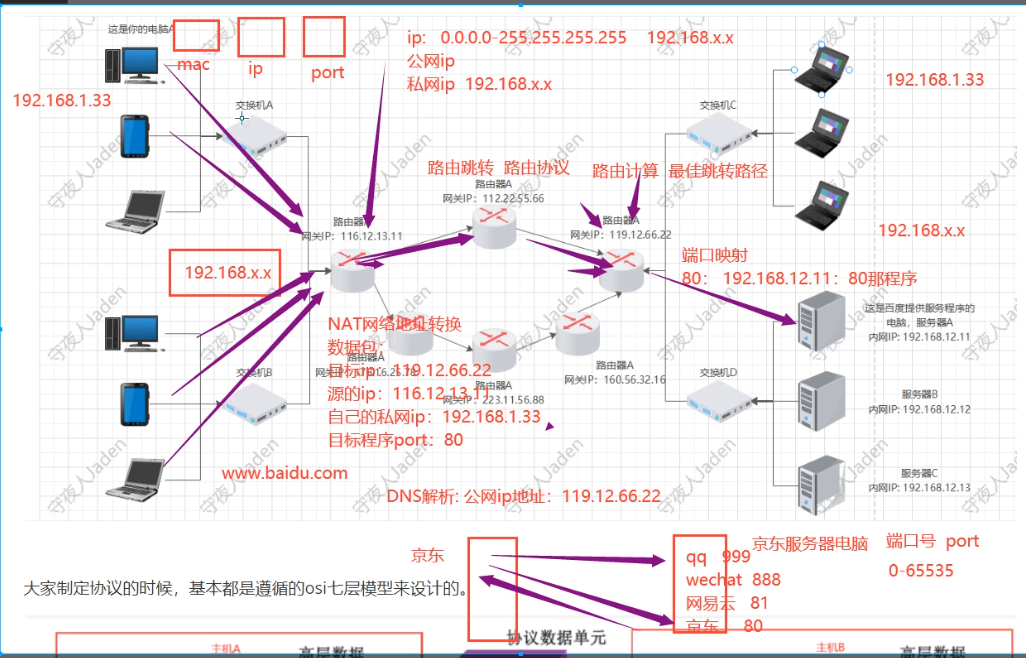 这是你的电脑A
mac
ip
port
ip: 0.0.0.0-255.255.255.255 192.168.x.x
公网ip
私网ip 192.168.x.x
192.168.1.33
交换机A
交换机C
192.168.1.33
路由跳转 路由协议
路由计算 最佳跳转路径
路由器A
网关IP: 112.22.55.66
路由器
网关IP: 116.12.13.11
路由器A
网关IP: 119.12.66.22
192.168.x.x
192.168.x.x
端口映射
80: 192.168.12.11: 80那程序
这是百度提供服务程序的
电脑，服务器A
内网IP: 192.168.12.11
NAT网络地址转换
数据包:
路由器A
目标ip: 119.12.66.22
路由器A
网关IP: 160.56.32.16
路由器A
源的ip: 116.12.13.11
网关IP: 223.11.56.88
自己的私网ip: 192.168.1.33
目标程序port: 80
交换机B
交换机D
服务器B
内网IP: 192.168.12.12
www.baidu.com
DNS解析: 公网ip地址: 119.12.66.22
服务器C
内网IP: 192.168.12.13
守夜人Jaden
京东
qq 999
wechat 888
网易云 81
京东 80
京东服务器电脑
端口号 port
0-65535
大家制定协议的时候，基本都是遵循的osi七层模型来设计的。
协议数据单元
主机A
高层数据
主机B
高层数据